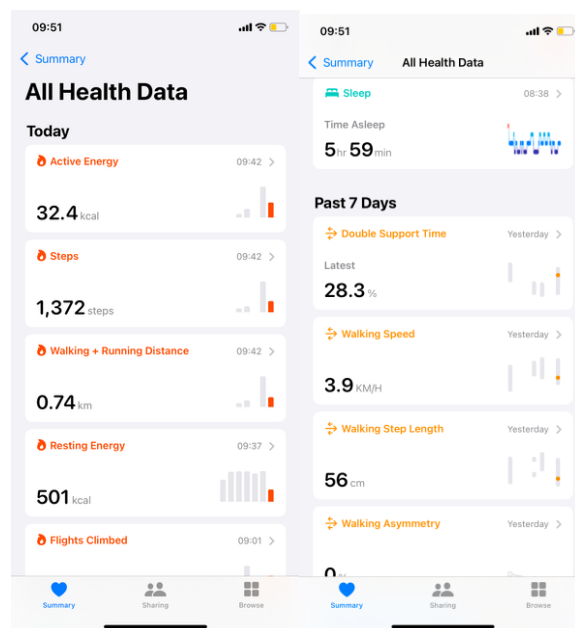 09:51
Summary
All Health Data
Today
Active Energy 09:42
32.4 kcal
Steps 09:42
1,372 steps
Walking + Running Distance 09:42
0.74 km
Resting Energy 09:37
501 kcal
Flights Climbed 09:01
Summary Sharing Browse
09:51
Summary All Health Data
Sleep 08:38
Time Asleep
5hr 59min
Past 7 Days
Double Support Time Yesterday
Latest
28.3 %
Walking Speed Yesterday
3.9 KM/H
Walking Step Length Yesterday
56 cm
Walking Asymmetry Yesterday
Summary Sharing Browse